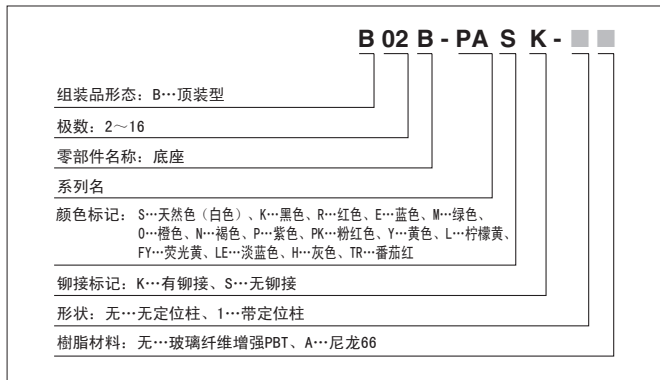 B 02 B - PA S K - ■ ■
组装品形态：B…顶装型
极数：2～16
零部件名称：底座
系列名
颜色标记：S…天然色（白色）、K…黑色、R…红色、E…蓝色、M…绿色、
O…橙色、N…褐色、P…紫色、PK…粉红色、Y…黄色、L…柠檬黄、
FY…荧光黄、LE…淡蓝色、H…灰色、TR…番茄红
铆接标记：K…有铆接、S…无铆接
形状：无…无定位柱、1…带定位柱
樹脂材料：无…玻璃纤维增强PBT、A…尼龙66